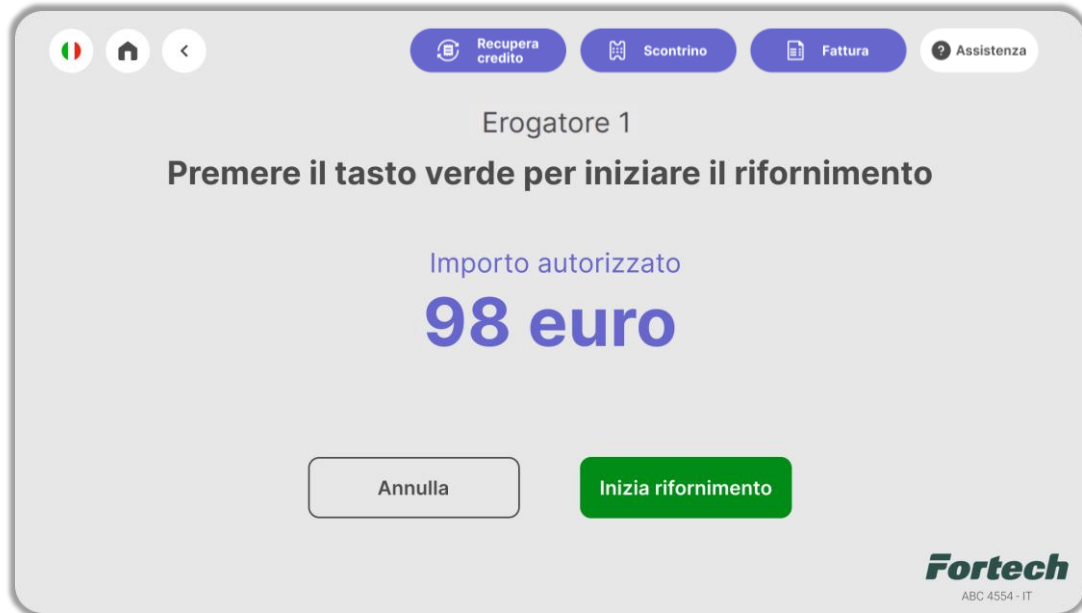 Recupera
credito
Scontrino
Fattura
? Assistenza
Erogatore 1
Premere il tasto verde per iniziare il rifornimento
Importo autorizzato
98 euro
Annulla
Inizia rifornimento
Fortech
ABC 4554 - IT